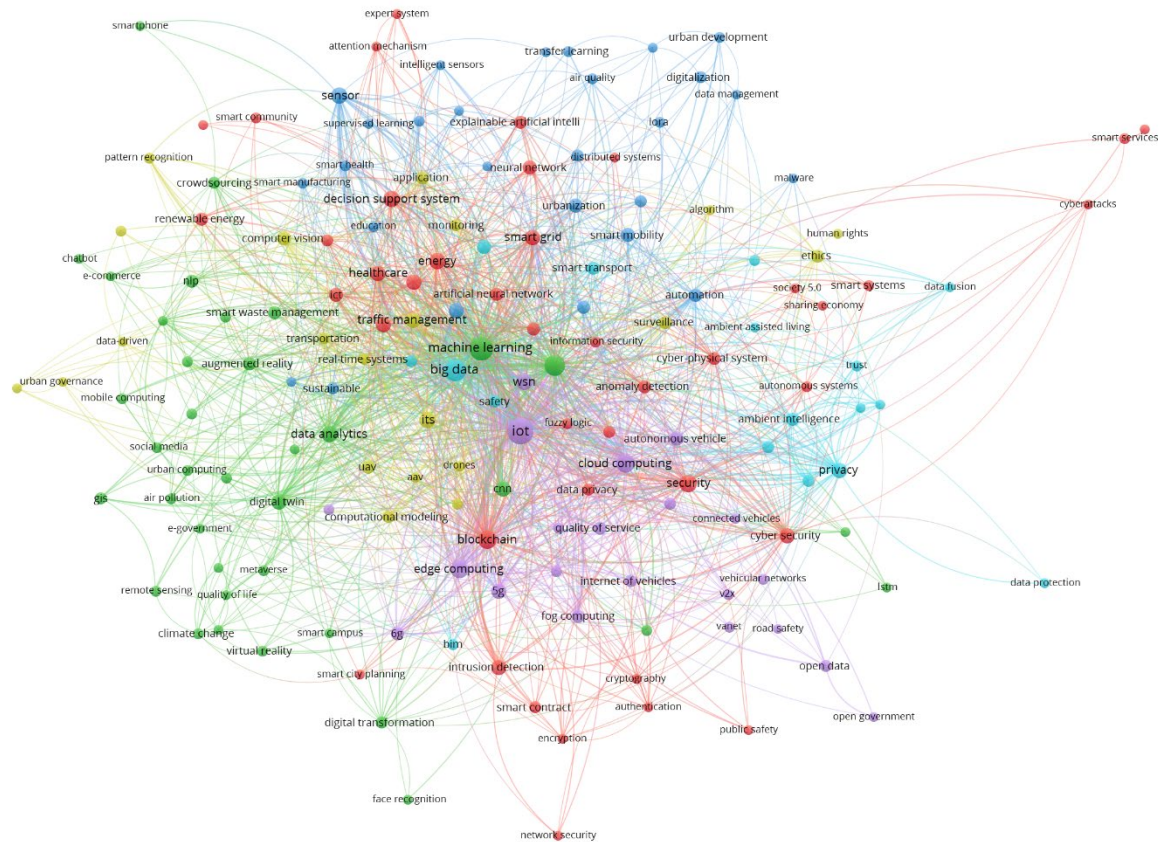 expert system
smartphone
urban development
attention mechanism
transfer learning
intelligent sensors
air quality
digitalization
data management
sensor
smart community
supervised learning
explainable artificial intelli
lora
smart services
pattern recognition
smart health
neural network
distributed systems
crowdsourcing
smart manufacturing
application
malware
decision support system
cyberattacks
renewable energy
education
monitoring
urbanization
algorithm
computer vision
smart grid
smart mobility
human rights
chatbot
energy
ethics
e-commerce
nlp
healthcare
smart transport
ict
artificial neural network
automation
society 5.0
smart systems
data fusion
sharing economy
smart waste management
traffic management
surveillance
ambient assisted living
data-driven
transportation
machine learning
information security
augmented reality
real-time systems
big data
cyber-physical system
trust
urban governance
mobile computing
sustainable
wsn
anomaly detection
autonomous systems
safety
social media
data analytics
its
iot
fuzzy logic
ambient intelligence
autonomous vehicle
urban computing
uav
drones
cloud computing
privacy
aav
gis
air pollution
digital twin
cnn
data privacy
security
computational modeling
connected vehicles
e-government
quality of service
blockchain
cyber security
metaverse
edge computing
internet of vehicles
vehicular networks
data protection
remote sensing
quality of life
5g
v2x
lstm
fog computing
climate change
smart campus
6g
vanet
road safety
virtual reality
bim
smart city planning
intrusion detection
open data
cryptography
smart contract
authentication
digital transformation
open government
encryption
public safety
face recognition
network security